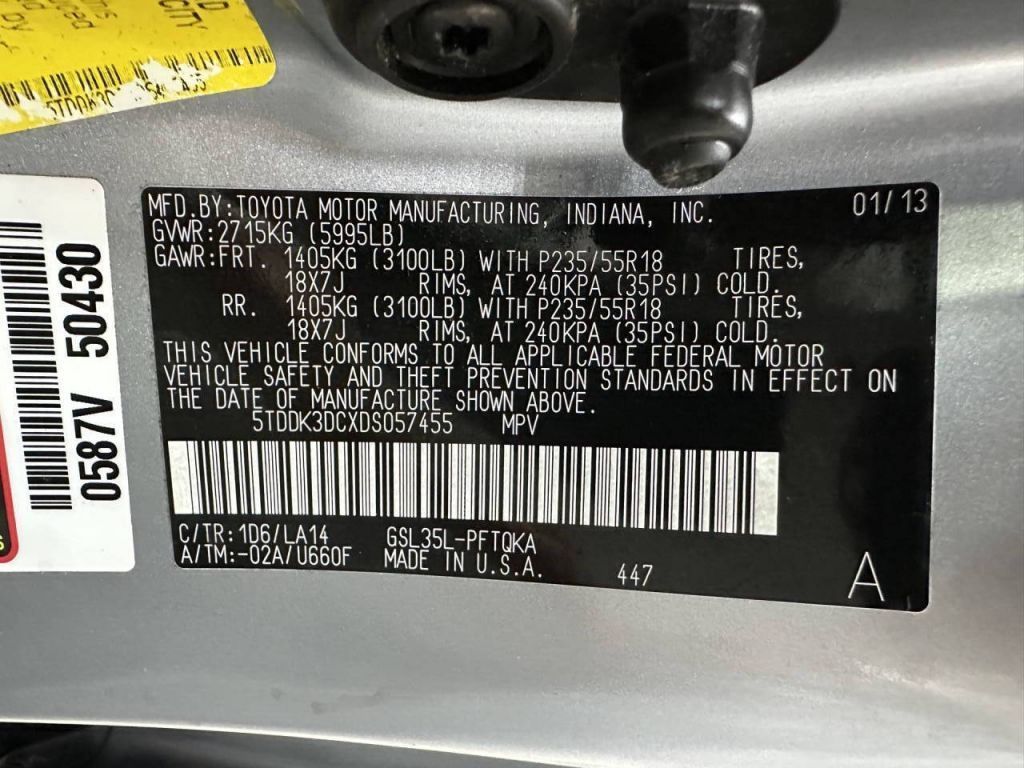 CITY
0587V 50430
MFD.BY:TOYOTA MOTOR MANUFACTURING, INDIANA, INC. 01/13
GVWR:2715KG (5995LB)
GAWR:FRT. 1405KG (3100LB) WITH P235/55R18 TIRES,
18X7J RIMS, AT 240KPA (35PSI) COLD.
RR. 1405KG (3100LB) WITH P235/55R18 TIRES,
18X7J RIMS, AT 240KPA (35PSI) COLD.
THIS VEHICLE CONFORMS TO ALL APPLICABLE FEDERAL MOTOR
VEHICLE SAFETY AND THEFT PREVENTION STANDARDS IN EFFECT ON
THE DATE OF MANUFACTURE SHOWN ABOVE.
5TDDK3DCXDS057455 MPV
C/TR:1D6/LA14 GSL35L-PFTQKA
A/TM:-02A/U660F MADE IN U.S.A. 447 A